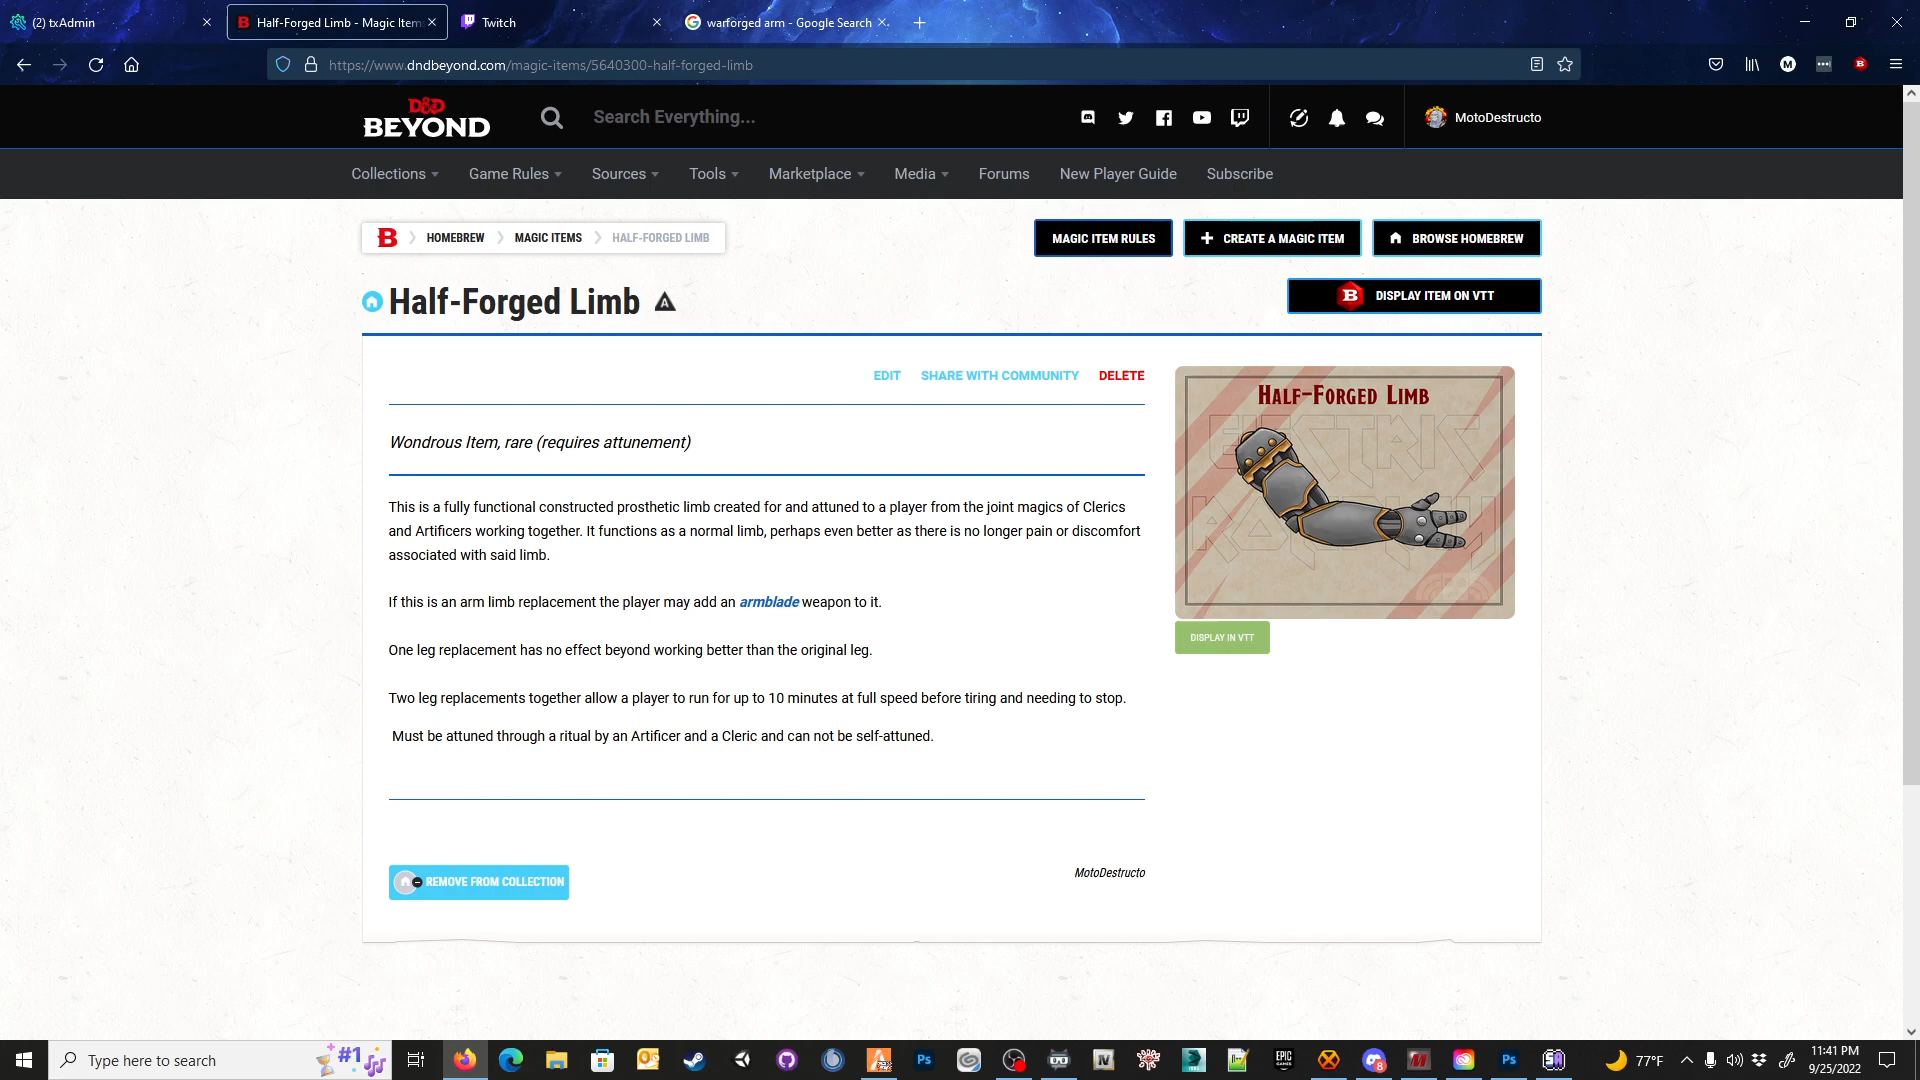 (2) txAdmin
Half-Forged Limb - Magic Item
Twitch
warforged arm - Google Search
https://www.dndbeyond.com/magic-items/5640300-half-forged-limb
D&D
BEYOND
Search Everything...
MotoDestructo
Collections
Game Rules
Sources
Tools
Marketplace
Media
Forums
New Player Guide
Subscribe
HOMEBREW
MAGIC ITEMS
HALF-FORGED LIMB
MAGIC ITEM RULES
CREATE A MAGIC ITEM
BROWSE HOMEBREW
Half-Forged Limb
DISPLAY ITEM ON VTT
EDIT
SHARE WITH COMMUNITY
DELETE
Half-Forged Limb
ELECTRIC
Wondrous Item, rare (requires attunement)
This is a fully functional constructed prosthetic limb created for and attuned to a player from the joint magics of Clerics
and Artificers working together. It functions as a normal limb, perhaps even better as there is no longer pain or discomfort
associated with said limb.
If this is an arm limb replacement the player may add an armblade weapon to it.
DISPLAY IN VTT
One leg replacement has no effect beyond working better than the original leg.
Two leg replacements together allow a player to run for up to 10 minutes at full speed before tiring and needing to stop.
Must be attuned through a ritual by an Artificer and a Cleric and can not be self-attuned.
REMOVE FROM COLLECTION
MotoDestructo
Type here to search
#1
77°F
11:41 PM
9/25/2022